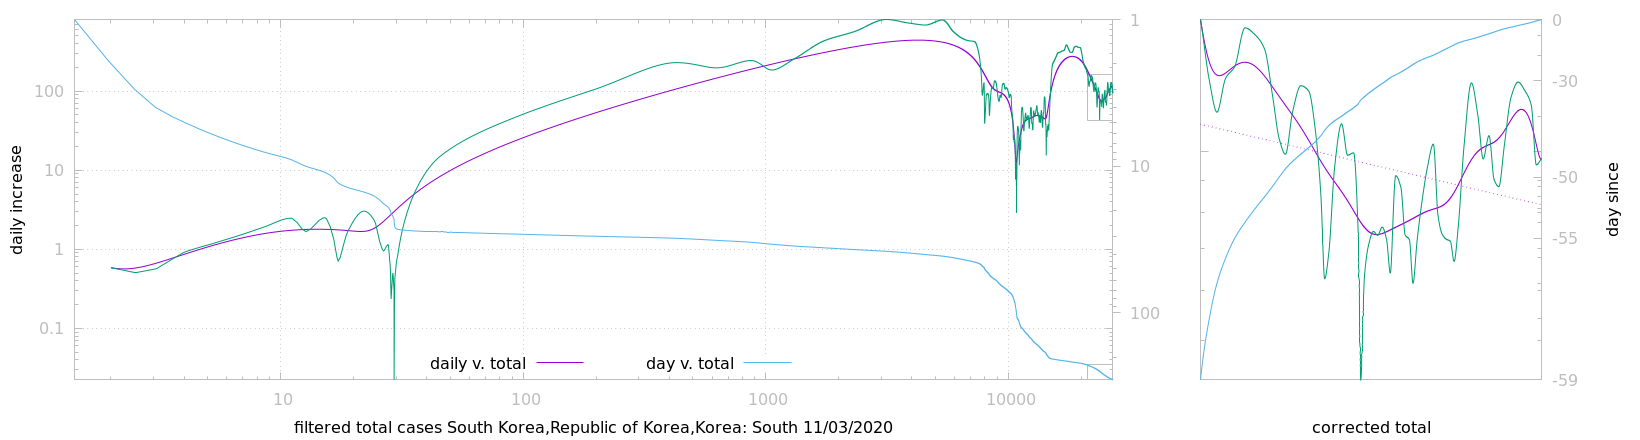 daily increase
100
10
1
0.1
daily v. total
day v. total
10
100
1000
10000
filtered total cases South Korea,Republic of Korea,Korea: South 11/03/2020
1
10
100
0
-30
-50
-55
-59
day since
corrected total